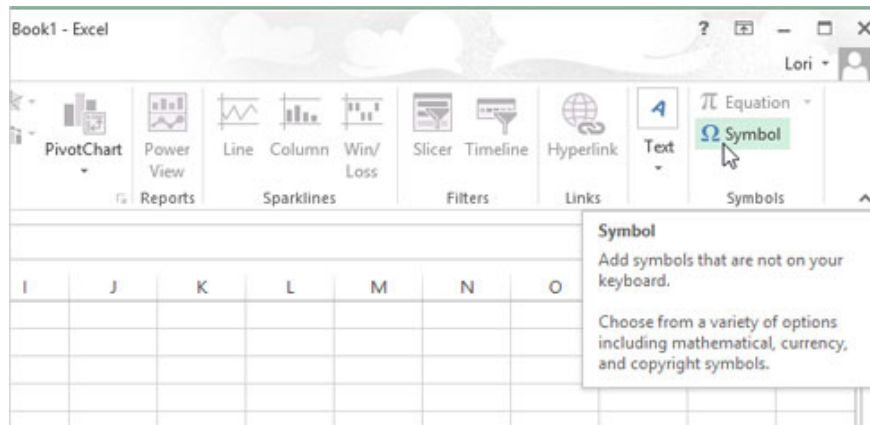 Book1 - Excel
?
Lori
π Equation
PivotChart
Power View
Line
Column
Win/ Loss
Slicer
Timeline
Hyperlink
Text
Ω Symbol
Reports
Sparklines
Filters
Links
Symbols
Symbol
Add symbols that are not on your
keyboard.
Choose from a variety of options
including mathematical, currency,
and copyright symbols.
I J K L M N O